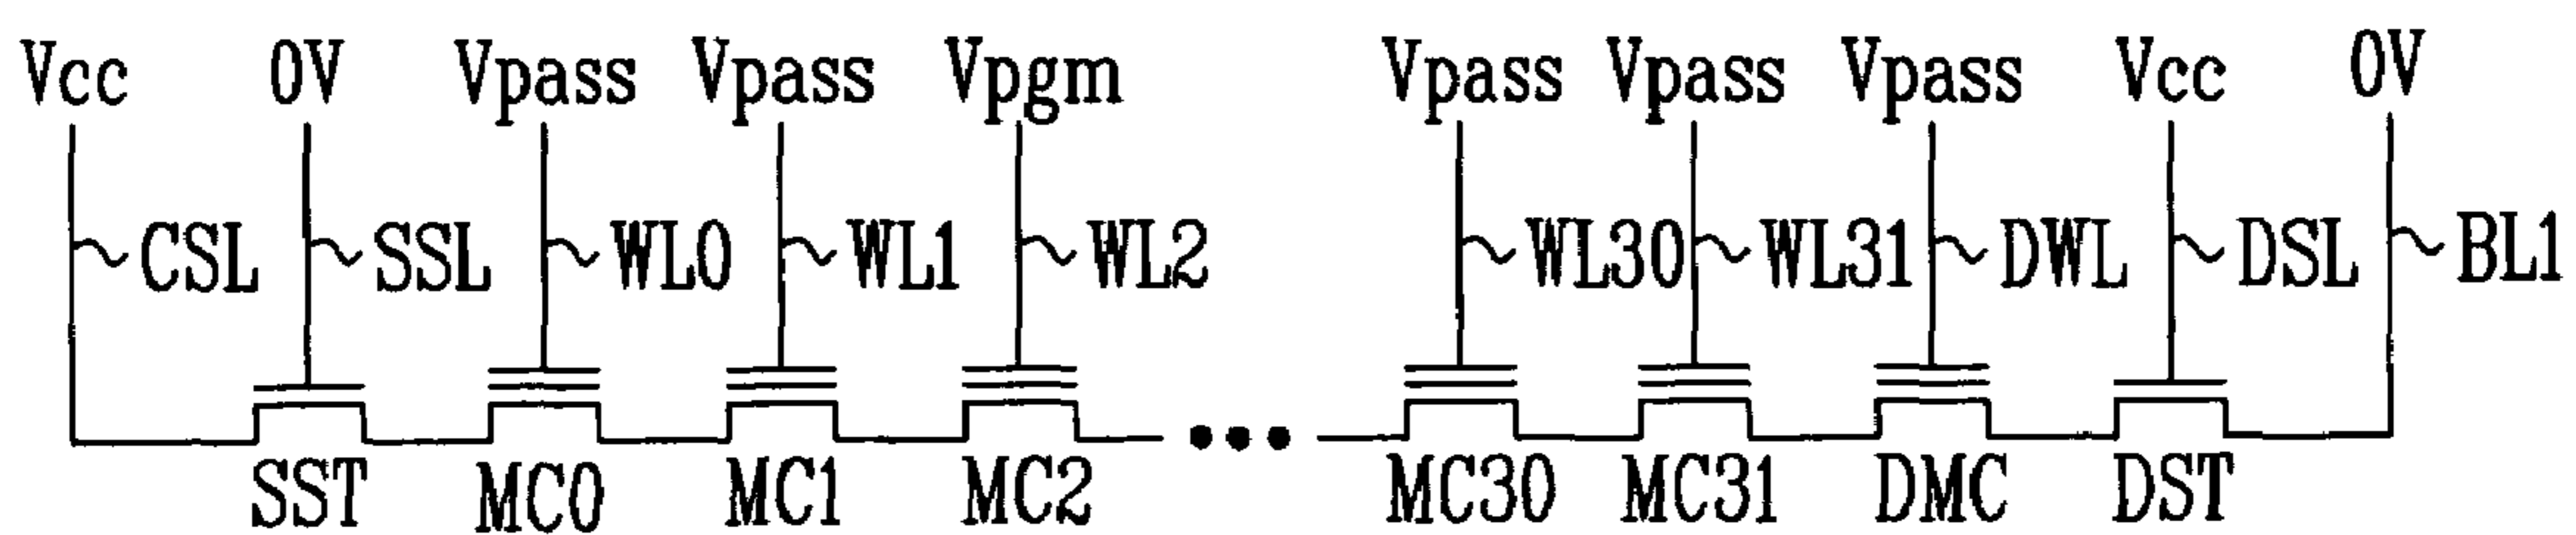 Vcc 0V Vpass Vpass Vpgm Vpass Vpass Vpass Vcc 0V
CSL SSL WL0 WL1 WL2 WL30 WL31 DWL DSL BL1
SST MC0 MC1 MC2 MC30 MC31 DMC DST